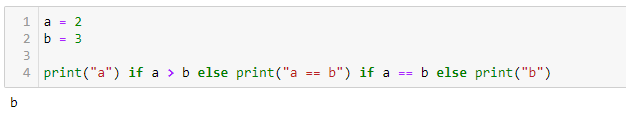 1 a = 2
2 b = 3
3
4 print("a") if a > b else print("a == b") if a == b else print("b")
b